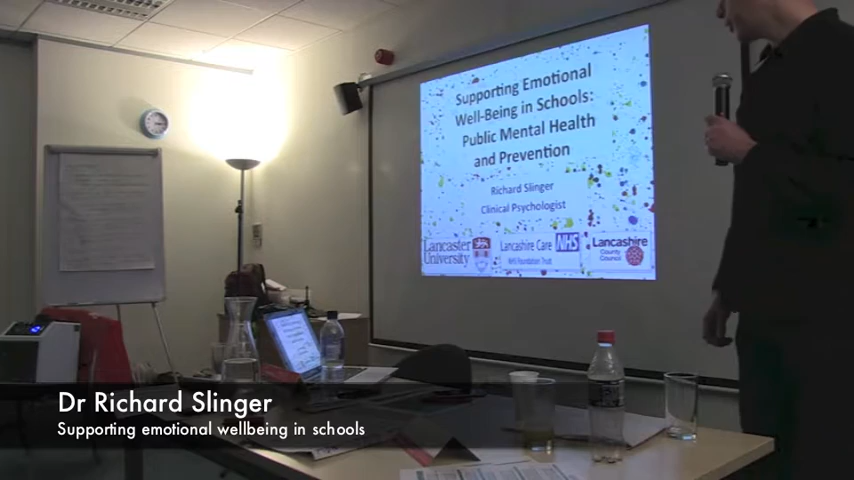 Supporting Emotional
Well-Being in Schools:
Public Mental Health
and Prevention
Richard Slinger
Clinical Psychologist
Lancaster
University
Lancashire Care NHS
NHS Foundation Trust
Lancashire
County
Council
Dr Richard Slinger
Supporting emotional wellbeing in schools